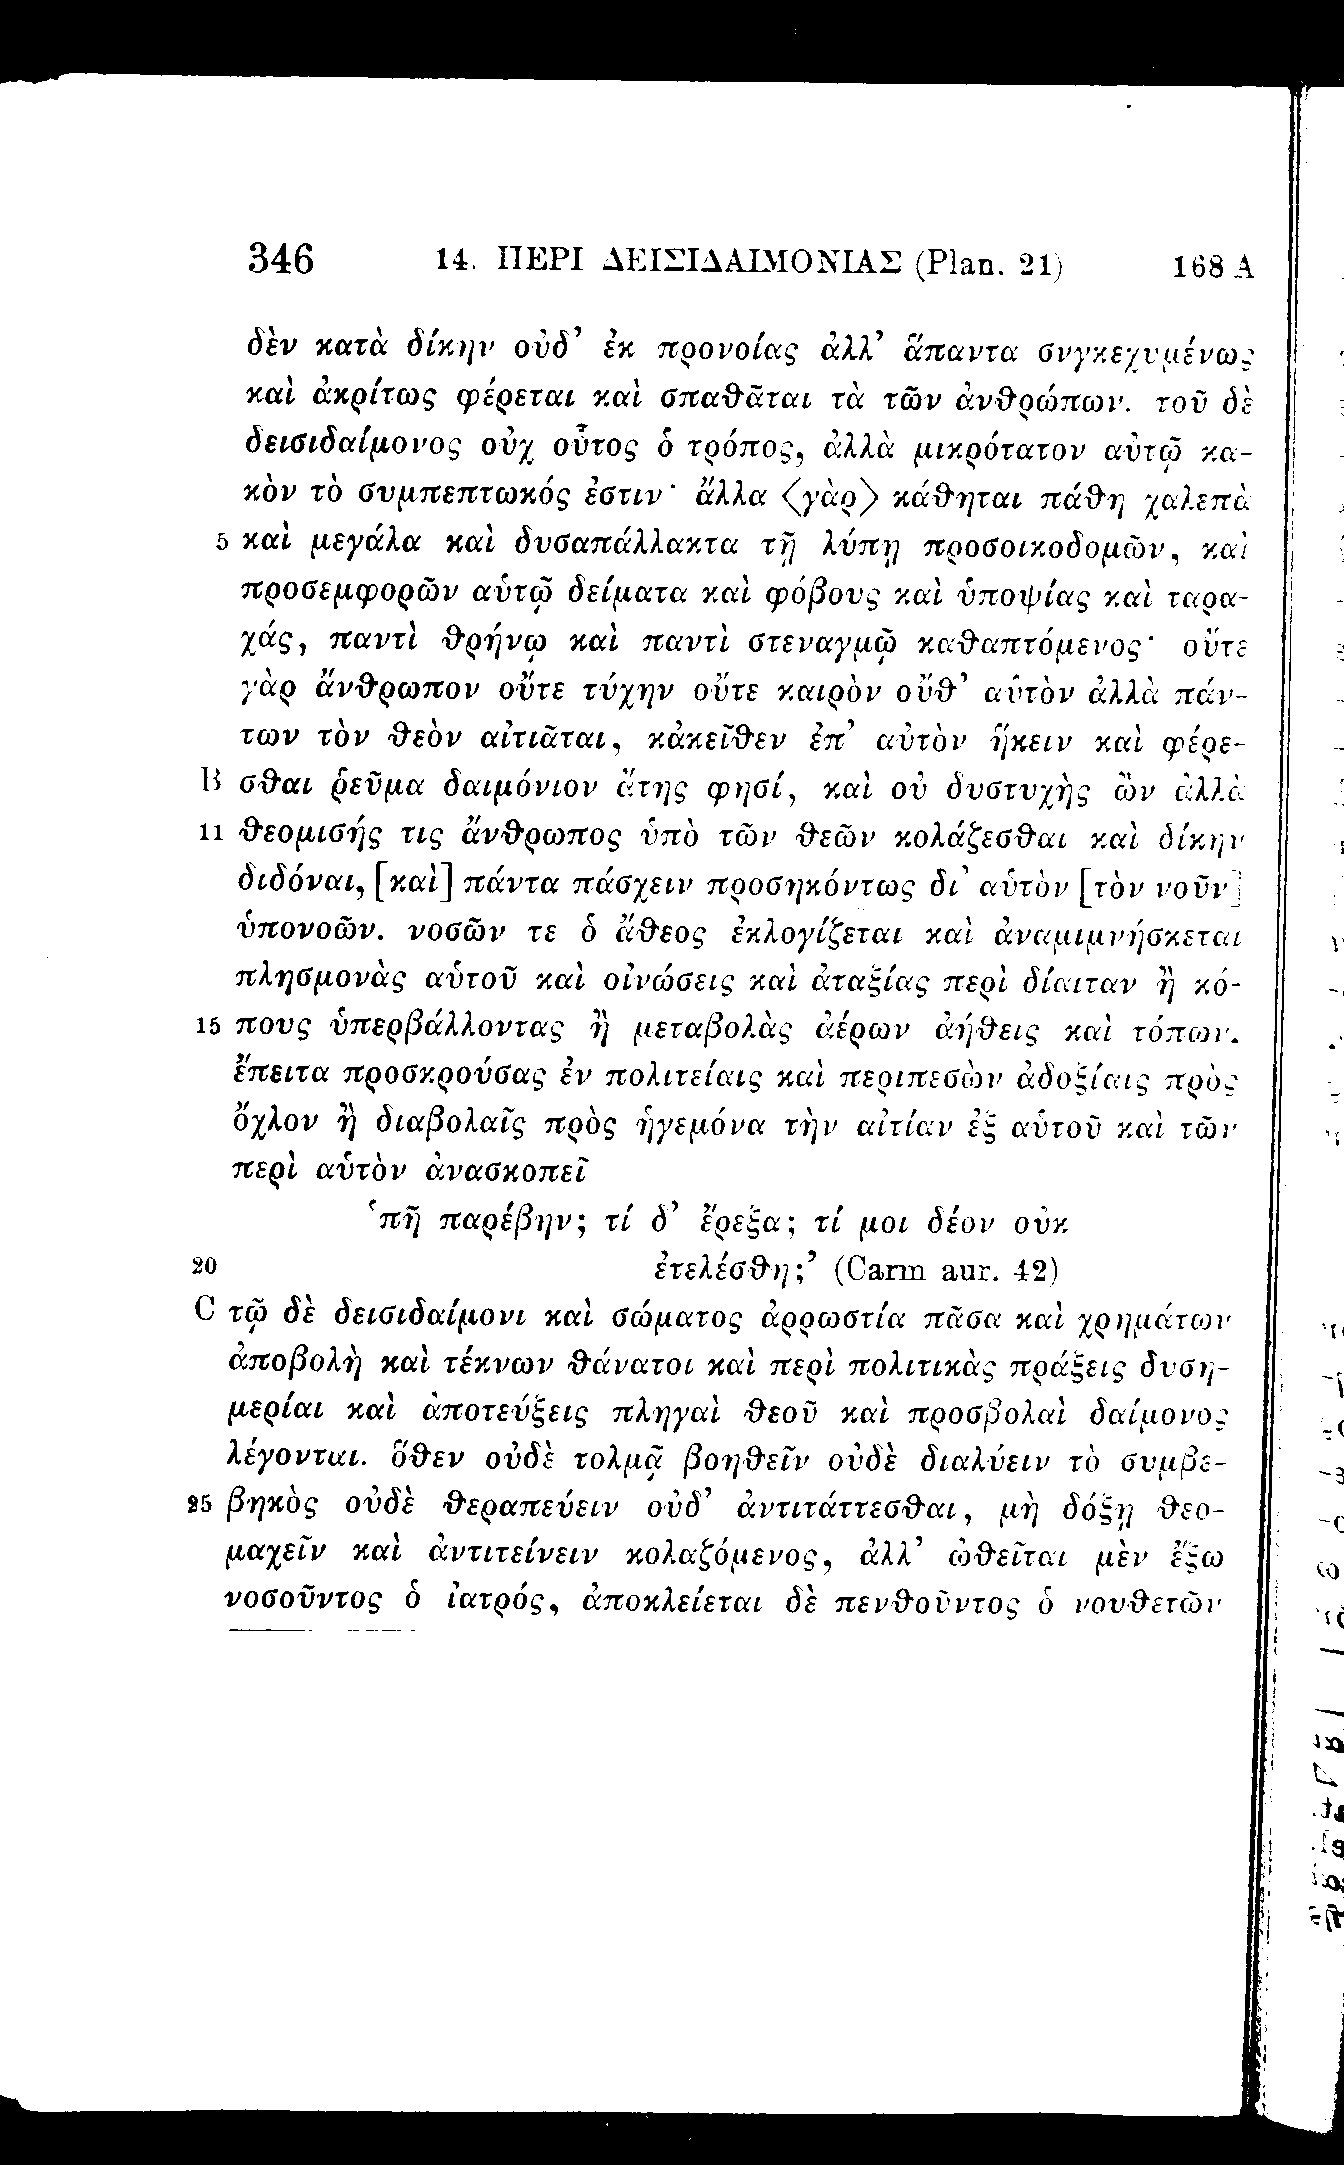 346 14. ΠΕΡΙ ΔΕΙΣΙΔΑΙΜΟΝΙΑΣ (Plan. 21) 168 A
δὲν κατὰ δίκην οὐδ’ ἐκ προνοίας ἀλλ’ ἅπαντα συγκεχυμένως
καὶ ἀκρίτως φέρεται καὶ σπαθᾶται τὰ τῶν ἀνθρώπων. τοῦ δὲ
δεισιδαίμονος οὐχ οὗτος ὁ τρόπος, ἀλλὰ μικρότατον αὐτῷ κα-
κὸν τὸ συμπεπτωκός ἐστιν· ἄλλα ⟨γὰρ⟩ κάθηται πάθη χαλεπὰ
5 καὶ μεγάλα καὶ δυσαπάλλακτα τῇ λύπῃ προσοικοδομῶν, καὶ
προσεμφορῶν αὑτῷ δείματα καὶ φόβους καὶ ὑποψίας καὶ ταρα-
χάς, παντὶ θρήνῳ καὶ παντὶ στεναγμῷ καθαπτόμενος· οὔτε
γὰρ ἄνθρωπον οὔτε τύχην οὔτε καιρὸν οὔθ’ αὑτὸν ἀλλὰ πάν-
των τὸν θεὸν αἰτιᾶται, κἀκεῖθεν ἐπ’ αὐτὸν ἥκειν καὶ φέρε-
B σθαι ῥεῦμα δαιμόνιον ἄτης φησί, καὶ οὐ δυστυχὴς ὢν ἀλλὰ
11 θεομισής τις ἄνθρωπος ὑπὸ τῶν θεῶν κολάζεσθαι καὶ δίκην
διδόναι, [καὶ] πάντα πάσχειν προσηκόντως δι’ αὑτὸν [τὸν νοῦν]
ὑπονοῶν. νοσῶν τε ὁ ἄθεος ἐκλογίζεται καὶ ἀναμιμνήσκεται
πλησμονὰς αὑτοῦ καὶ οἰνώσεις καὶ ἀταξίας περὶ δίαιταν ἢ κό-
15 πους ὑπερβάλλοντας ἢ μεταβολὰς ἀέρων ἀήθεις καὶ τόπων.
ἔπειτα προσκρούσας ἐν πολιτείαις καὶ περιπεσὼν ἀδοξίαις πρὸς
ὄχλον ἢ διαβολαῖς πρὸς ἡγεμόνα τὴν αἰτίαν ἐξ αὑτοῦ καὶ τῶν
περὶ αὑτὸν ἀνασκοπεῖ
‘πῆ παρέβην; τί δ’ ἔρεξα; τί μοι δέον οὐκ
20 ἐτελέσθη;’ (Carm aur. 42)
C τῷ δὲ δεισιδαίμονι καὶ σώματος ἀρρωστία πᾶσα καὶ χρημάτων
ἀποβολὴ καὶ τέκνων θάνατοι καὶ περὶ πολιτικὰς πράξεις δυση-
μερίαι καὶ ἀποτεύξεις πληγαὶ θεοῦ καὶ προσβολαὶ δαίμονος
λέγονται. ὅθεν οὐδὲ τολμᾷ βοηθεῖν οὐδὲ διαλύειν τὸ συμβε-
25 βηκὸς οὐδὲ θεραπεύειν οὐδ’ ἀντιτάττεσθαι, μὴ δόξῃ θεο-
μαχεῖν καὶ ἀντιτείνειν κολαζόμενος, ἀλλ’ ὠθεῖται μὲν ἔξω
νοσοῦντος ὁ ἰατρός, ἀποκλείεται δὲ πενθοῦντος ὁ νουθετῶν